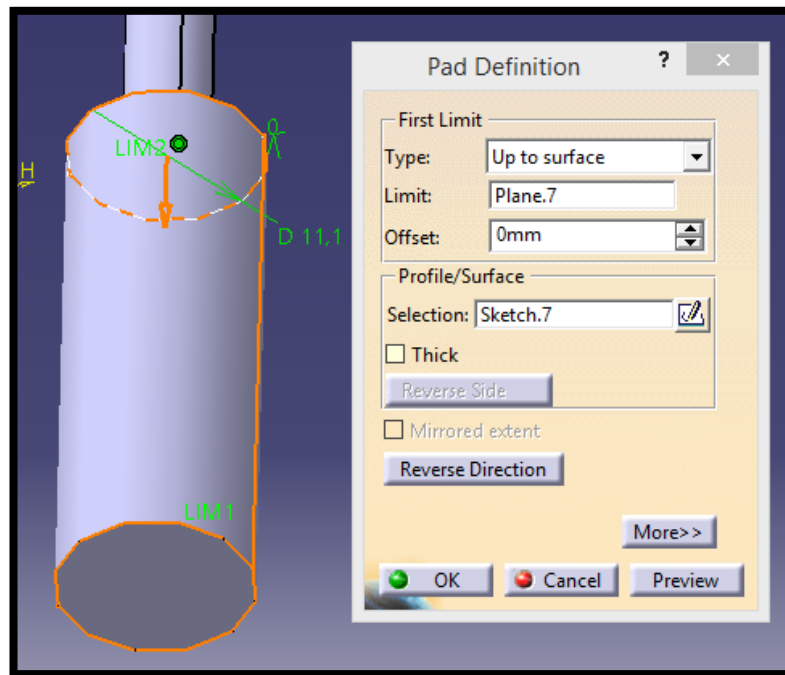 LIM2
H
D 11,1
LIM1
Pad Definition ?
First Limit
Type: Up to surface
Limit: Plane.7
Offset: 0mm
Profile/Surface
Selection: Sketch.7
Thick
Reverse Side
Mirrored extent
Reverse Direction
More>>
OK Cancel Preview